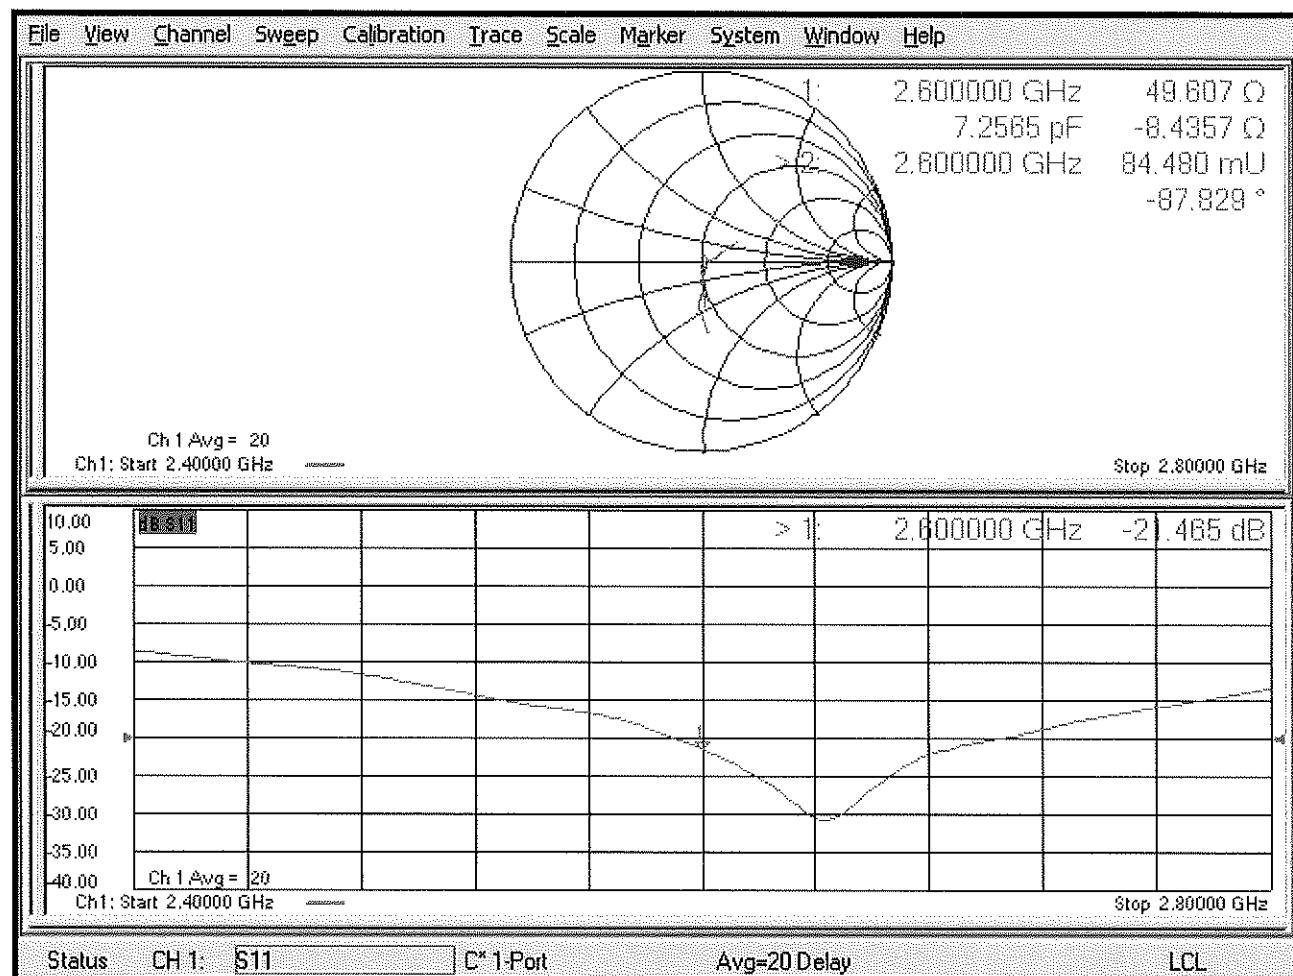 File View Channel Sweep Calibration Trace Scale Marker System Window Help
1: 2.600000 GHz 49.607 Ω
7.2565 pF -8.4357 Ω
> 2: 2.600000 GHz 84.480 mU
-87.829 °
Ch 1 Avg = 20
Ch1: Start 2.40000 GHz Stop 2.80000 GHz
10.00 dB S11 > 1: 2.600000 GHz -21.465 dB
5.00
0.00
-5.00
-10.00
-15.00
-20.00
1
-25.00
-30.00
-35.00
-40.00 Ch 1 Avg = 20
Ch1: Start 2.40000 GHz Stop 2.80000 GHz
Status CH 1: S11 C* 1-Port Avg=20 Delay LCL